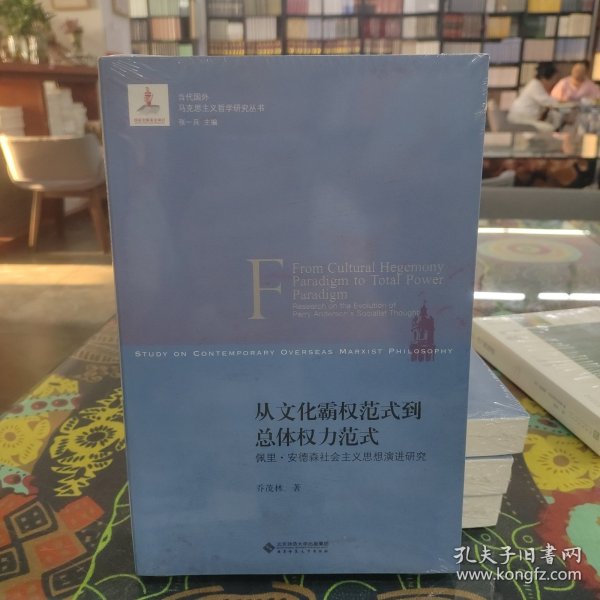 当代国外
马克思主义哲学研究丛书
张一兵 主编
F
From Cultural Hegemony
Paradigm to Total Power
Paradigm
Research on the Evolution of
Perry Anderson's Socialist Thought
STUDY ON CONTEMPORARY OVERSEAS MARXIST PHILOSOPHY
从文化霸权范式到
总体权力范式
佩里·安德森社会主义思想演进研究
乔茂林 著
北京师范大学出版集团
孔夫子旧书网
www.kongfz.com